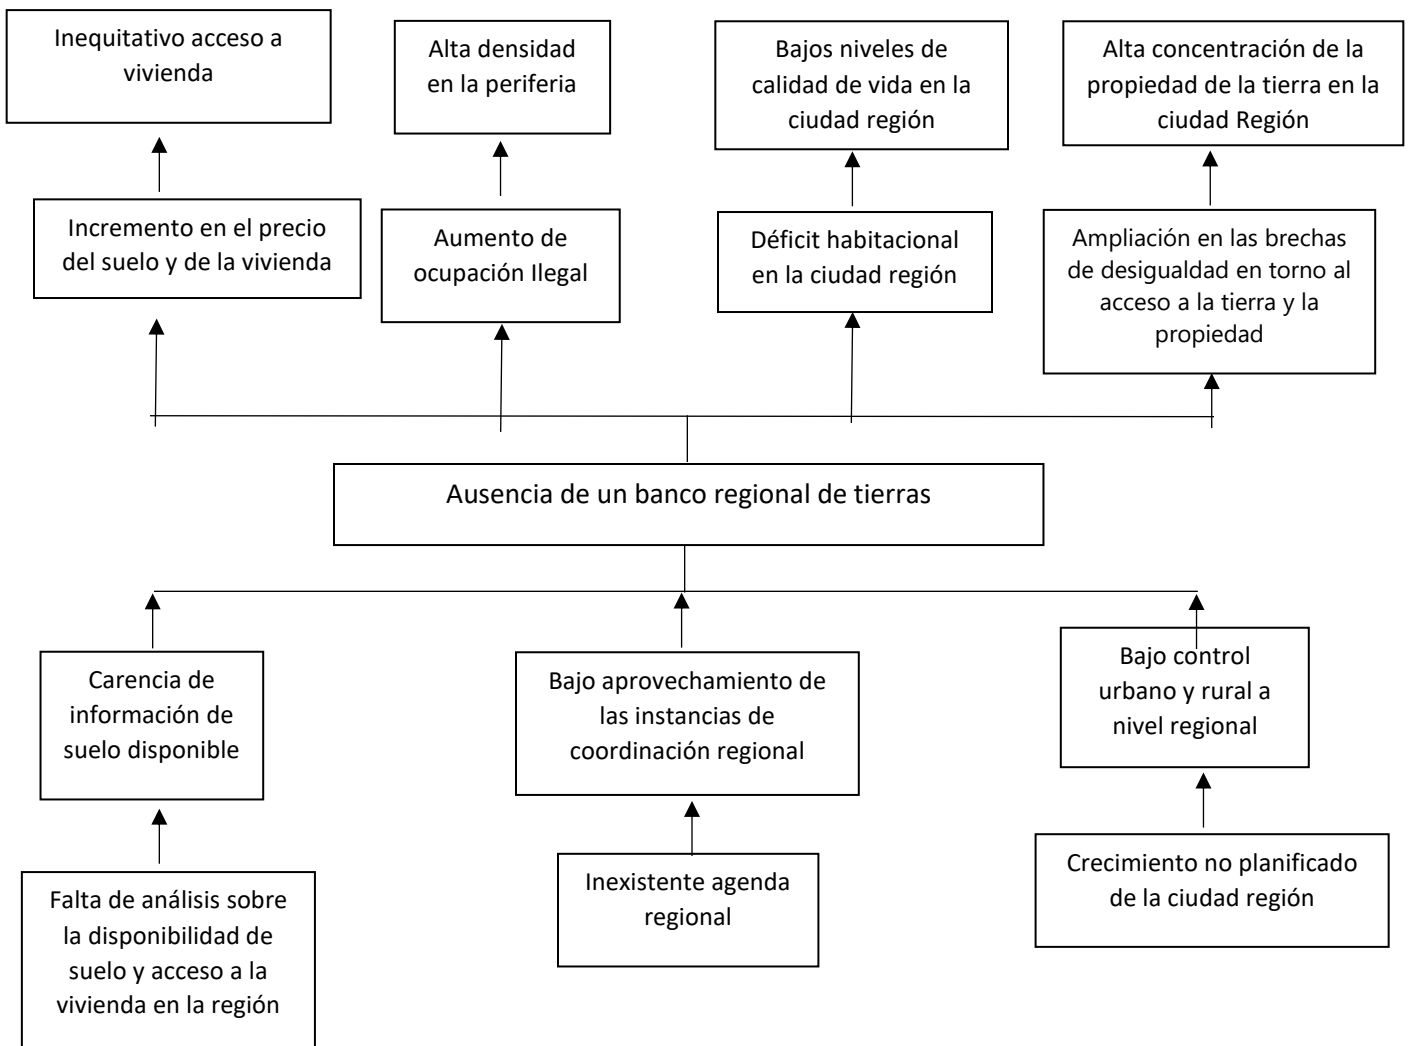 Inequitativo acceso a
vivienda
Alta densidad
en la periferia
Bajos niveles de
calidad de vida en la
ciudad región
Alta concentración de la
propiedad de la tierra en la
ciudad Región
Incremento en el precio
del suelo y de la vivienda
Aumento de
ocupación Ilegal
Déficit habitacional
en la ciudad región
Ampliación en las brechas
de desigualdad en torno al
acceso a la tierra y la
propiedad
Ausencia de un banco regional de tierras
Carencia de
información de
suelo disponible
Bajo aprovechamiento de
las instancias de
coordinación regional
Bajo control
urbano y rural a
nivel regional
Falta de análisis sobre
la disponibilidad de
suelo y acceso a la
vivienda en la región
Inexistente agenda
regional
Crecimiento no planificado
de la ciudad región